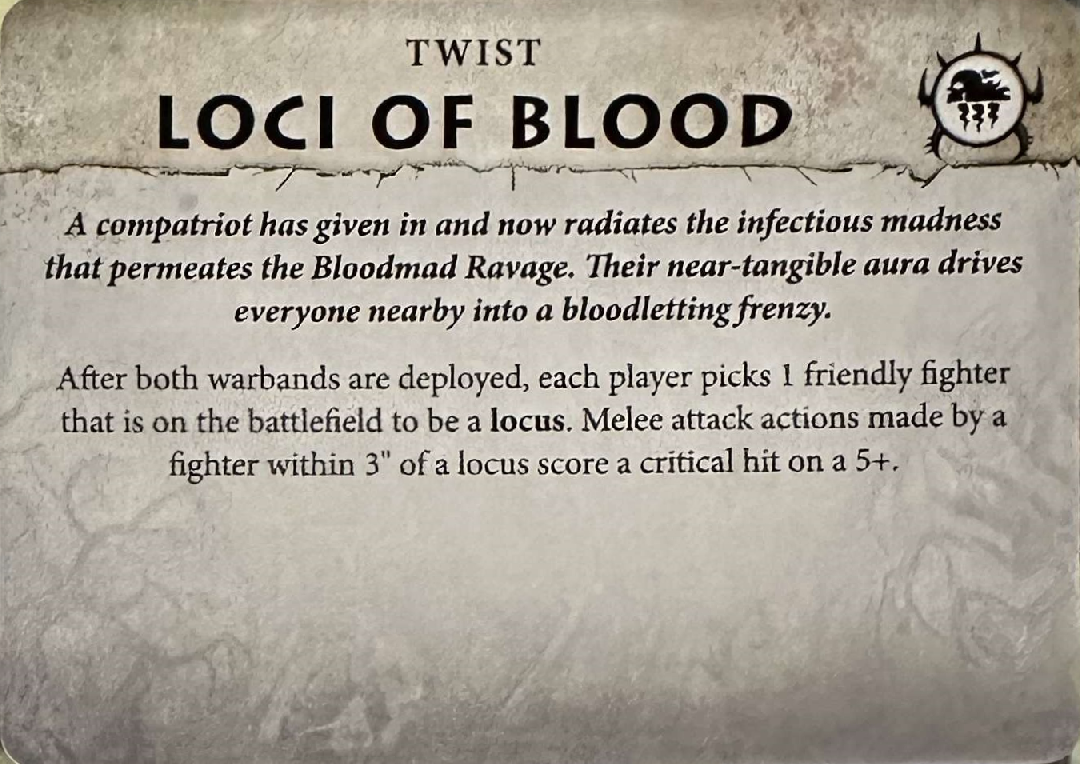 TWIST
LOCI OF BLOOD
A compatriot has given in and now radiates the infectious madness
that permeates the Bloodmad Ravage. Their near-tangible aura drives
everyone nearby into a bloodletting frenzy.
After both warbands are deployed, each player picks 1 friendly fighter
that is on the battlefield to be a locus. Melee attack actions made by a
fighter within 3" of a locus score a critical hit on a 5+.